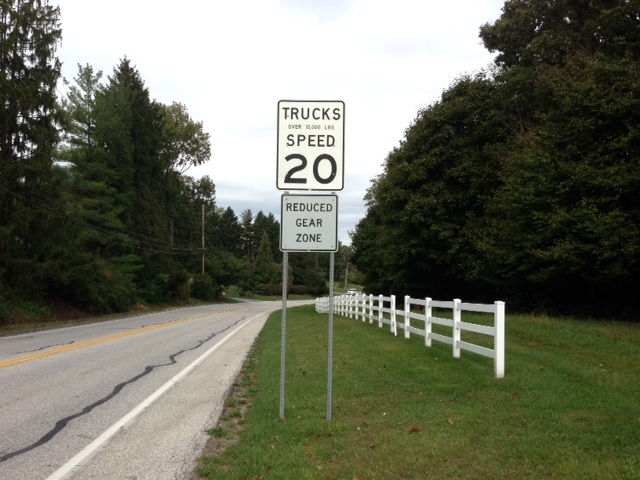 TRUCKS
OVER 10,000 LBS
SPEED
20
REDUCED
GEAR
ZONE